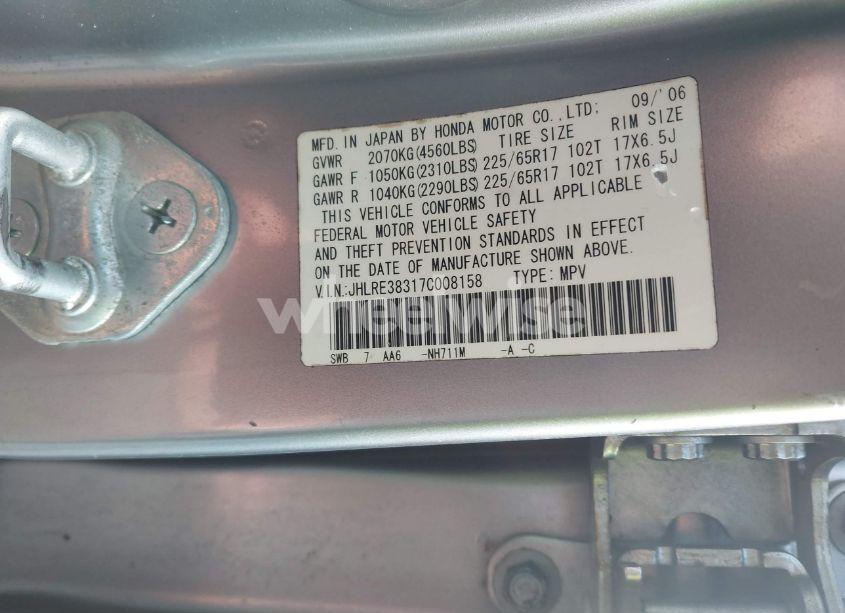 MFD. IN JAPAN BY HONDA MOTOR CO., LTD; 09/'06
GVWR 2070KG(4560LBS) TIRE SIZE RIM SIZE
GAWR F 1050KG(2310LBS) 225/65R17 102T 17X6.5J
GAWR R 1040KG(2290LBS) 225/65R17 102T 17X6.5J
THIS VEHICLE CONFORMS TO ALL APPLICABLE
FEDERAL MOTOR VEHICLE SAFETY
AND THEFT PREVENTION STANDARDS IN EFFECT
ON THE DATE OF MANUFACTURE SHOWN ABOVE.
V.I.N.:JHLRE38317C008158 TYPE: MPV
wheelwise
SWB 7 AA6 -NH711M -A -C